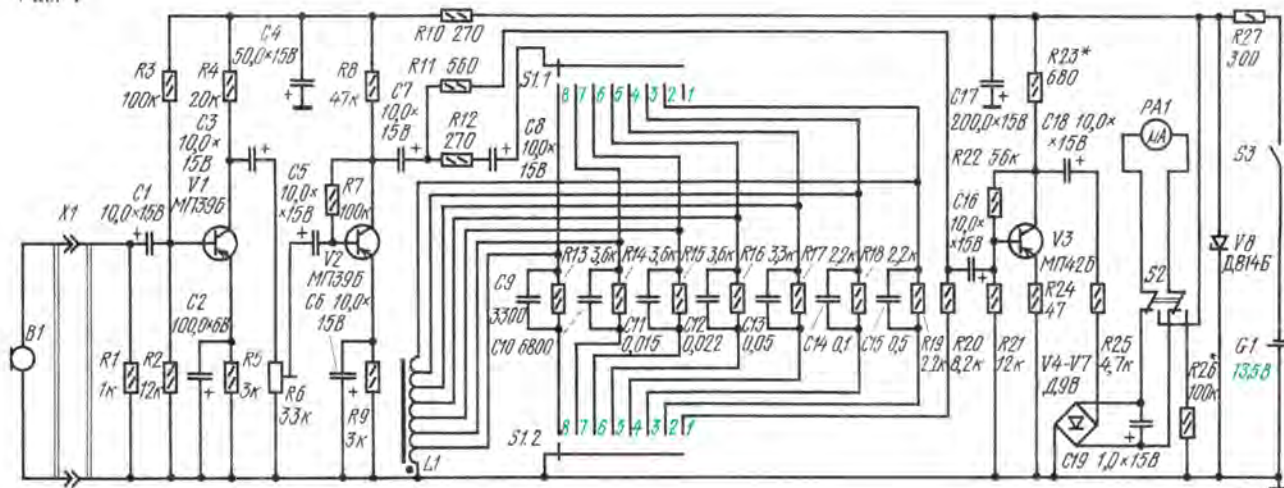 R3
100к
R4
20к
C4
50,0×15В
R8
47к
R10 270
R11 560
R12
270
C7
10,0×
15В
C8
10,0×
15В
S1.1
8 7 6 5 4 3 2 1
C17
200,0×15В
R23*
680
C18 10,0×
×15В
PA1
μA
R27
300
S3
C3
10,0×
15В
V1
МП39Б
C1
10,0×15В
X1
C5
10,0×
×15В
R7
100к
V2
МП39Б
C6 10,0×
15В
R22 56к
C16
10,0×
×15В
V3
МП42Б
S2
V8
Д814Б
R13 3,6к
R14 3,6к
R15 3,6к
R16 3,3к
R17 2,2к
R18 2,2к
C9
3300
C10 6800
C11
0,015
C12
0,022
C13
0,05
C14 0,1
C15 0,5
R19
2,2к
R20
8,2к
R21
12к
R24
47
V4-V7
Д9В
R25
4,7к
R26*
100к
G1
13,5В
B1
R1
1к
R2
12к
C2
100,0×6В
R5
3к
R6
33к
R9
3к
L1
S1.2
8 7 6 5 4 3 2 1
C19 1,0×15В